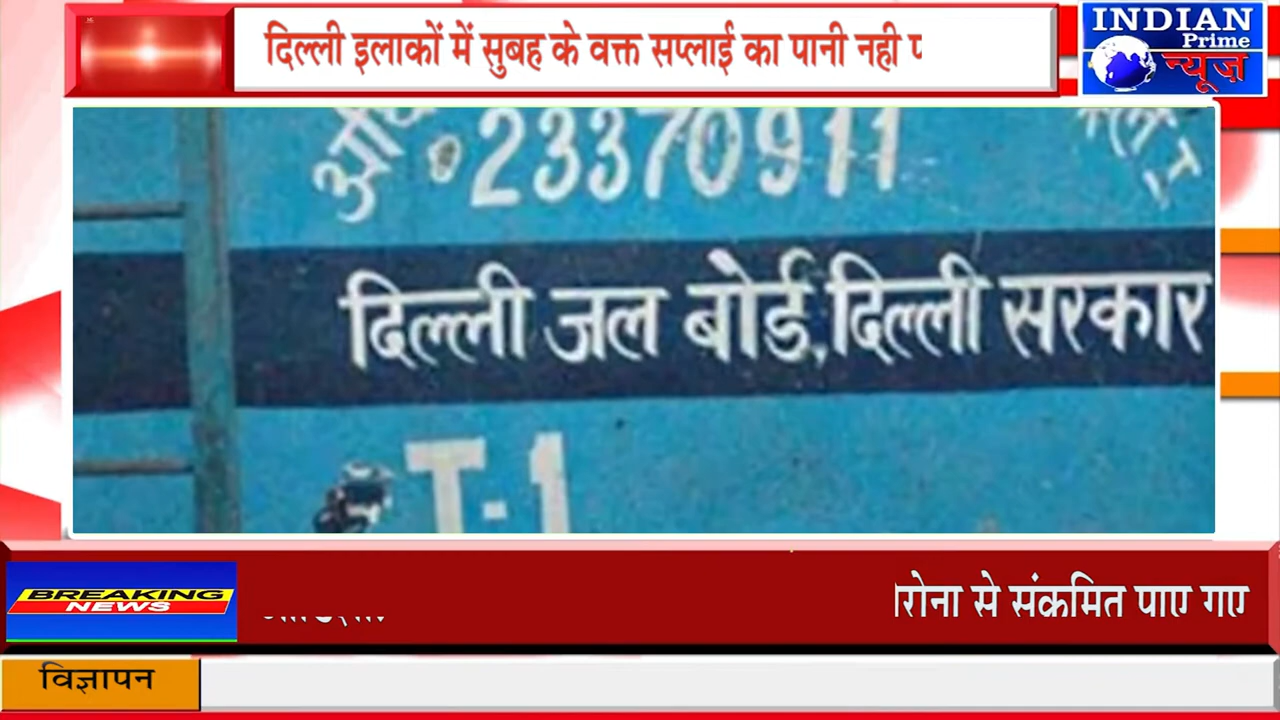 दिल्ली इलाकों में सुबह के वक्त सप्लाई का पानी नही
INDIAN
Prime
न्यूज़
23370911
दिल्ली जल बोर्ड,दिल्ली सरकार
T-1
BREAKING
NEWS
से संक्रमित पाए गए
विज्ञापन